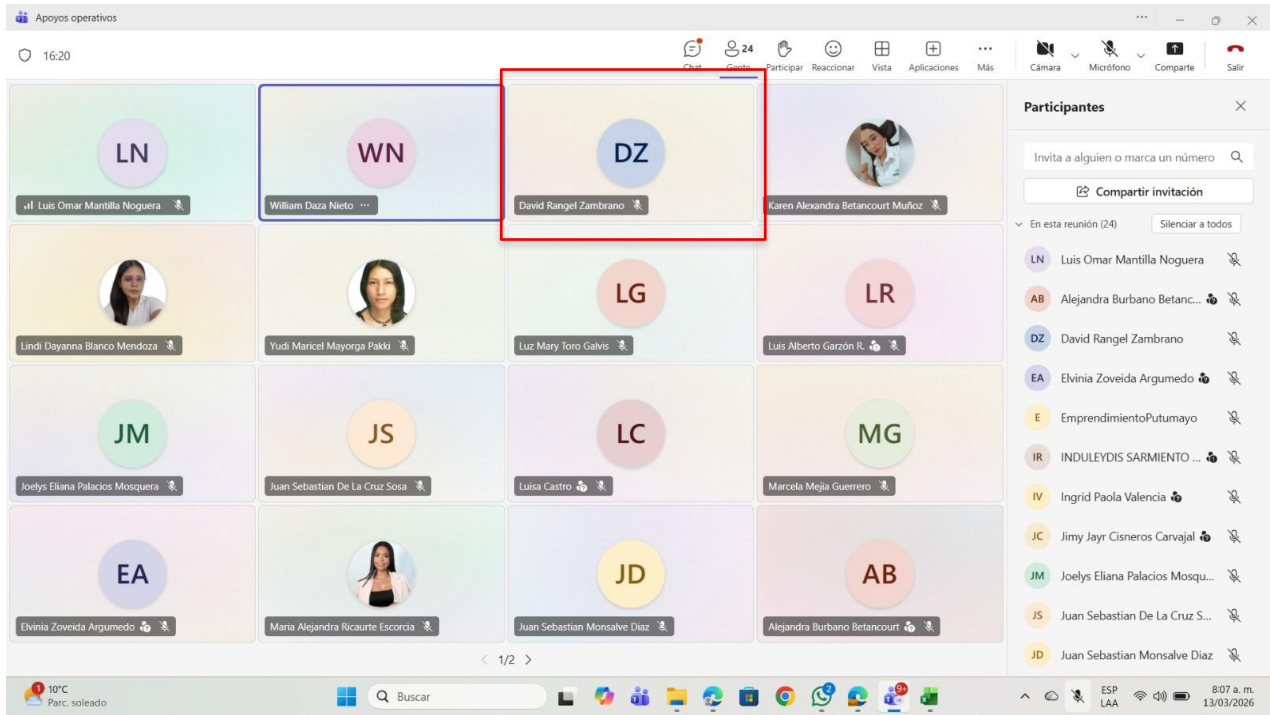 Apoyos operativos
16:20
24
Chat Gente Participar Reaccionar Vista Aplicaciones Más Cámara Micrófono Comparte Salir
LN
Luis Omar Mantilla Noguera
WN
William Daza Nieto
DZ
David Rangel Zambrano
Karen Alexandra Betancourt Muñoz
Lindi Dayanna Blanco Mendoza
Yudi Maricel Mayorga Pakki
LG
Luz Mary Toro Galvis
LR
Luis Alberto Garzón R.
JM
Joelys Eliana Palacios Mosquera
JS
Juan Sebastian De La Cruz Sosa
LC
Luisa Castro
MG
Marcela Mejia Guerrero
EA
Elvinia Zoveida Argumedo
Maria Alejandra Ricaurte Escorcia
JD
Juan Sebastian Monsalve Diaz
AB
Alejandra Burbano Betancourt
1/2
Participantes
Invita a alguien o marca un número
Compartir invitación
En esta reunión (24) Silenciar a todos
LN Luis Omar Mantilla Noguera
AB Alejandra Burbano Betanc...
DZ David Rangel Zambrano
EA Elvinia Zoveida Argumedo
E EmprendimientoPutumayo
IR INDULEYDIS SARMIENTO ...
IV Ingrid Paola Valencia
JC Jimy Jayr Cisneros Carvajal
JM Joelys Eliana Palacios Mosqu...
JS Juan Sebastian De La Cruz S...
JD Juan Sebastian Monsalve Diaz
1
10°C
Parc. soleado
Buscar
2
9+
ESP
LAA
8:07 a. m.
13/03/2026